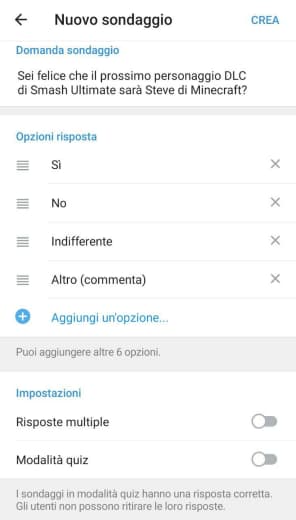 Nuovo sondaggio
CREA
Domanda sondaggio
Sei felice che il prossimo personaggio DLC
di Smash Ultimate sarà Steve di Minecraft?
Opzioni risposta
Sì
No
Indifferente
Altro (commenta)
Aggiungi un'opzione...
Puoi aggiungere altre 6 opzioni.
Impostazioni
Risposte multiple
Modalità quiz
I sondaggi in modalità quiz hanno una risposta corretta.
Gli utenti non possono ritirare le loro risposte.